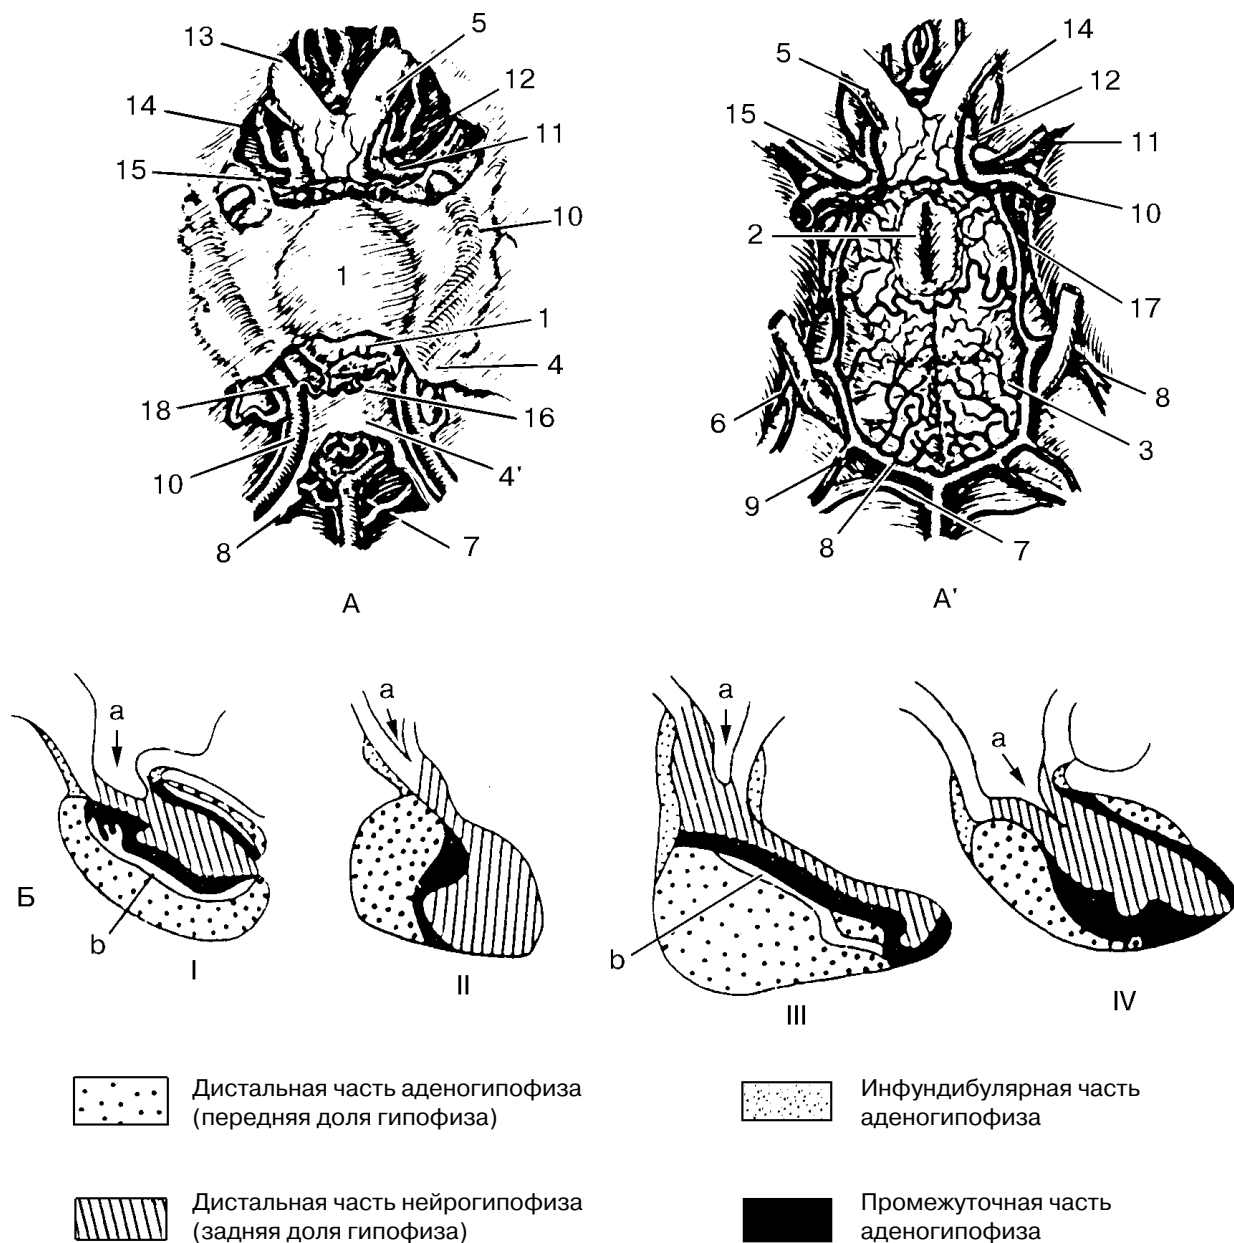 13
5
12
14
11
15
10
1
1
4
18
16
10
4'
8
7
А
5
14
12
15
11
10
2
17
8
6
3
9
8
7
А'
Б
a
b
I
a
II
a
b
III
a
IV
Дистальная часть аденогипофиза
(передняя доля гипофиза)
Инфундибулярная часть
аденогипофиза
Дистальная часть нейрогипофиза
(задняя доля гипофиза)
Промежуточная часть
аденогипофиза